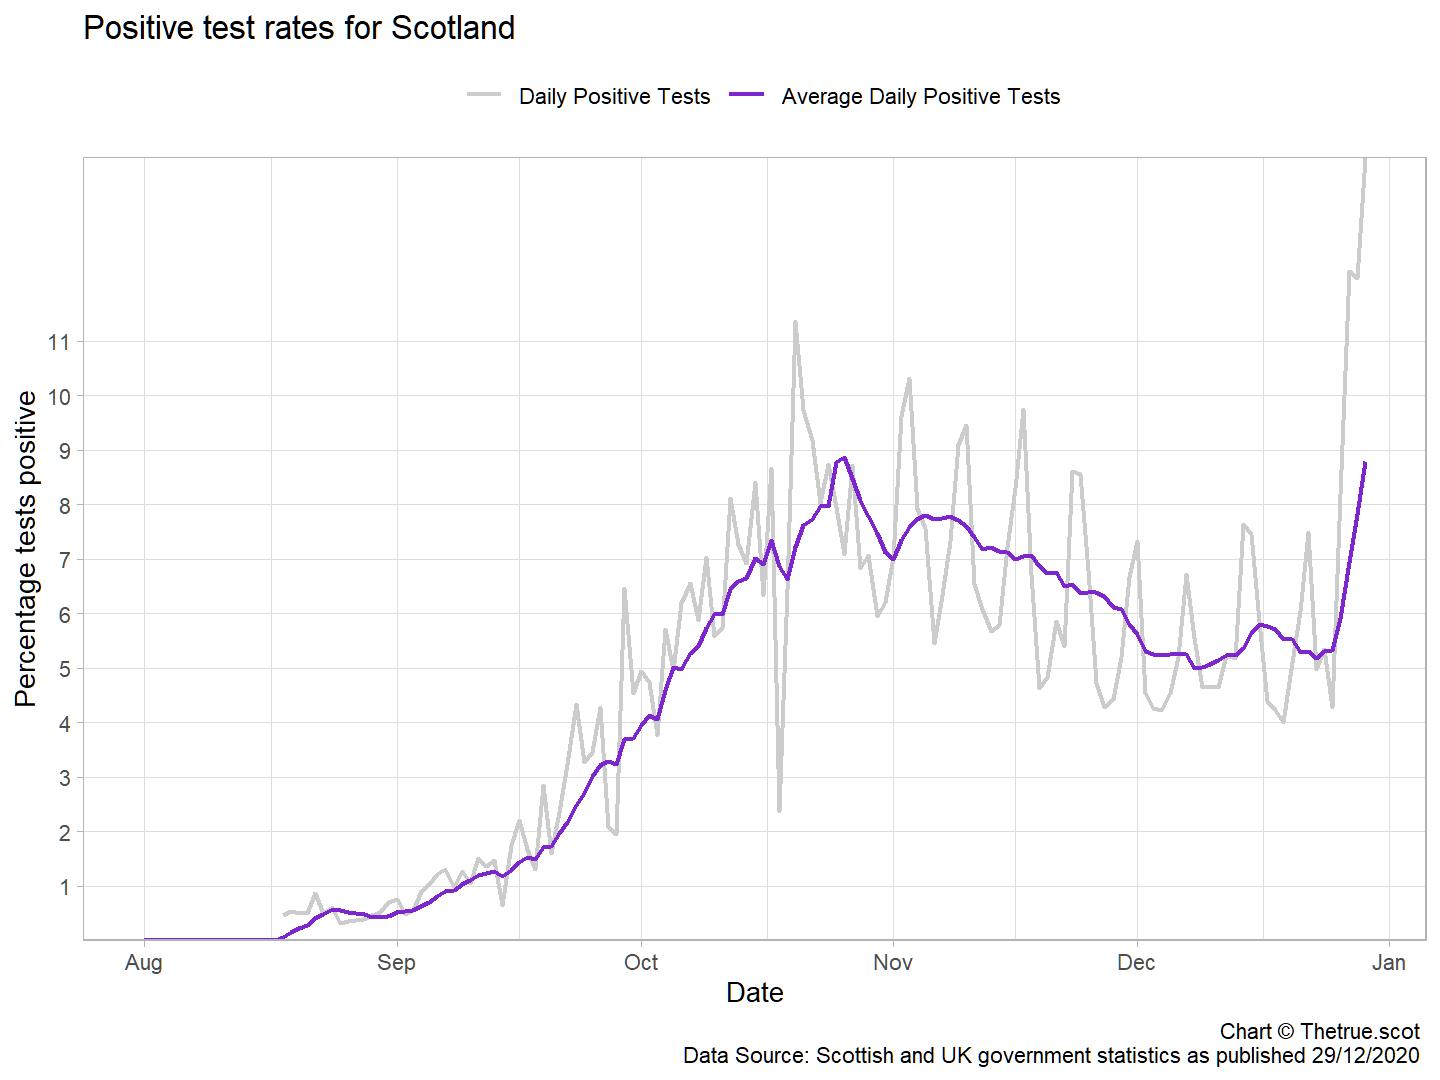 Positive test rates for Scotland
Daily Positive Tests Average Daily Positive Tests
Percentage tests positive
11
10
9
8
7
6
5
4
3
2
1
Aug Sep Oct Nov Dec Jan
Date
Chart © Thetrue.scot
Data Source: Scottish and UK government statistics as published 29/12/2020